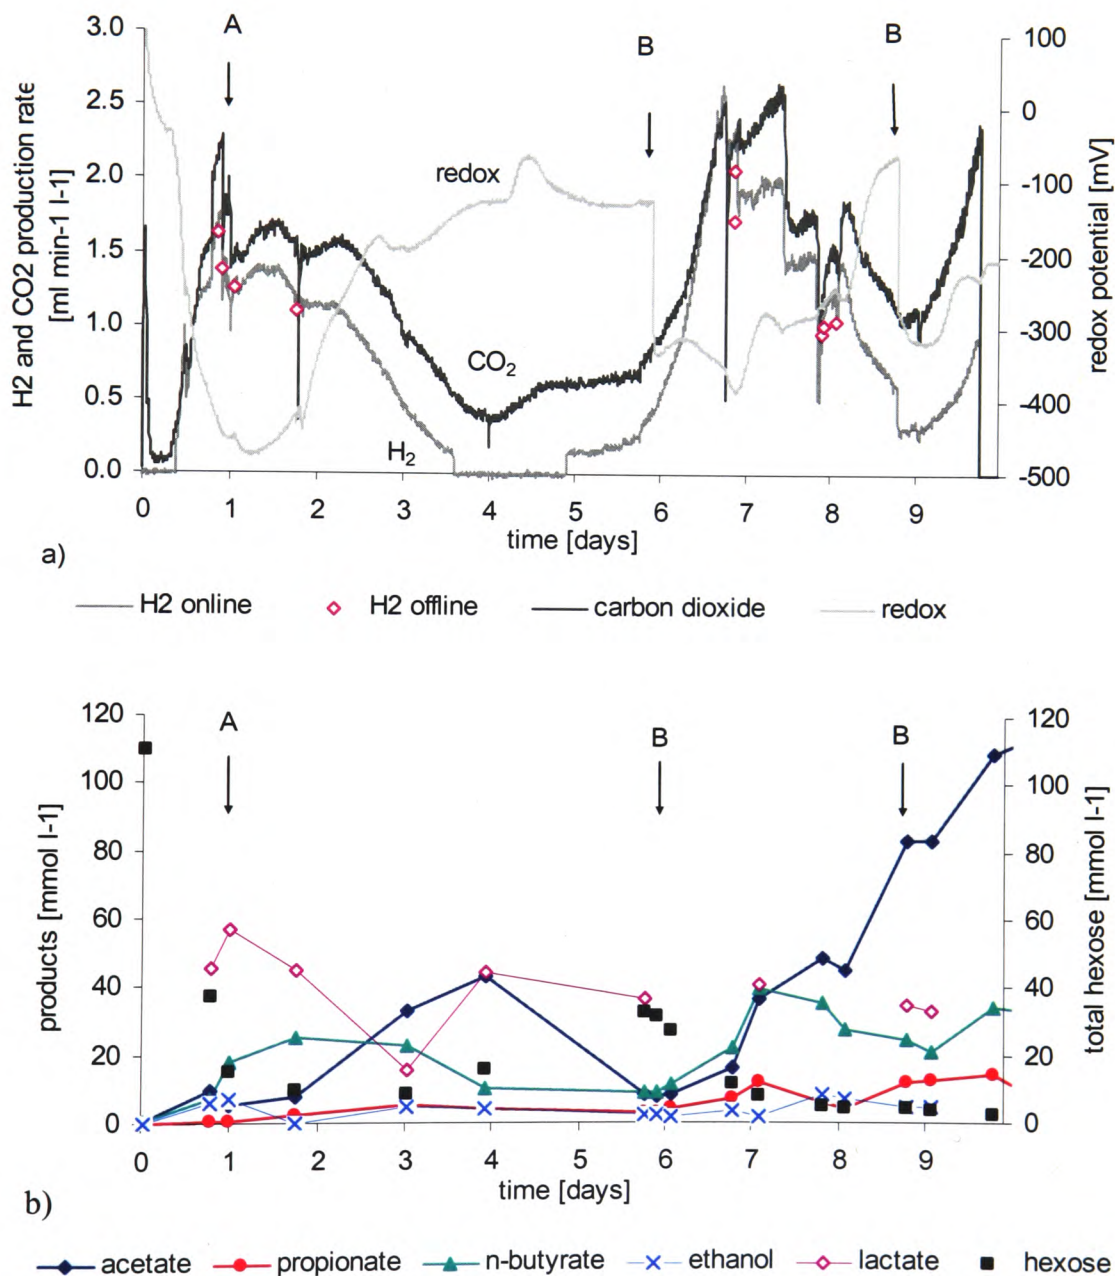 A
B
B
H2 and CO2 production rate
[ml min-1 l-1]
3.0
2.5
2.0
1.5
1.0
0.5
0.0
100
0
-100
-200
-300
-400
-500
redox potential [mV]
redox
CO2
H2
0 1 2 3 4 5 6 7 8 9
time [days]
a)
H2 online H2 offline carbon dioxide redox
A
B
B
products [mmol l-1]
120
100
80
60
40
20
0
120
100
80
60
40
20
0
total hexose [mmol l-1]
0 1 2 3 4 5 6 7 8 9
time [days]
b)
acetate propionate n-butyrate ethanol lactate hexose